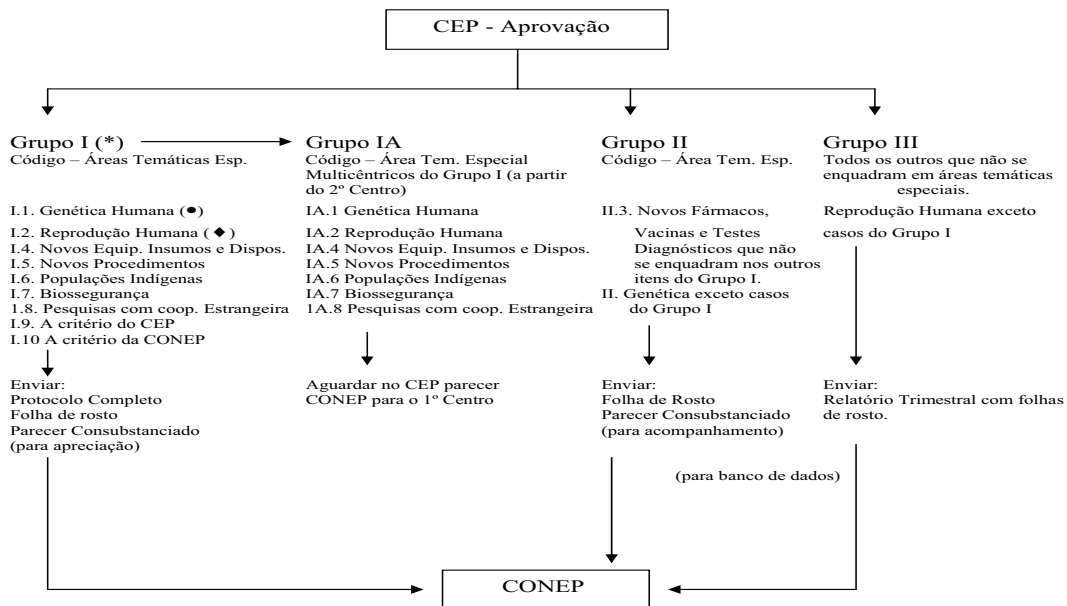 CEP - Aprovação
Grupo I (*)
Código – Áreas Temáticas Esp.
I.1. Genética Humana (●)
I.2. Reprodução Humana (◆)
I.4. Novos Equip. Insumos e Dispos.
I.5. Novos Procedimentos
I.6. Populações Indígenas
I.7. Biossegurança
1.8. Pesquisas com coop. Estrangeira
I.9. A critério do CEP
I.10 A critério da CONEP
Enviar:
Protocolo Completo
Folha de rosto
Parecer Consubstanciado
(para apreciação)
Grupo IA
Código – Área Tem. Especial
Multicêntricos do Grupo I (a partir
do 2º Centro)
IA.1 Genética Humana
IA.2 Reprodução Humana
IA.4 Novos Equip. Insumos e Dispos.
IA.5 Novos Procedimentos
IA.6 Populações Indígenas
IA.7 Biossegurança
1A.8 Pesquisas com coop. Estrangeira
Aguardar no CEP parecer
CONEP para o 1º Centro
Grupo II
Código – Área Tem. Esp.
II.3. Novos Fármacos,
Vacinas e Testes
Diagnósticos que não
se enquadram nos outros
itens do Grupo I.
II. Genética exceto casos
do Grupo I
Enviar:
Folha de Rosto
Parecer Consubstanciado
(para acompanhamento)
Grupo III
Todos os outros que não se
enquadram em áreas temáticas
especiais.
Reprodução Humana exceto
casos do Grupo I
Enviar:
Relatório Trimestral com folhas
de rosto.
(para banco de dados)
CONEP